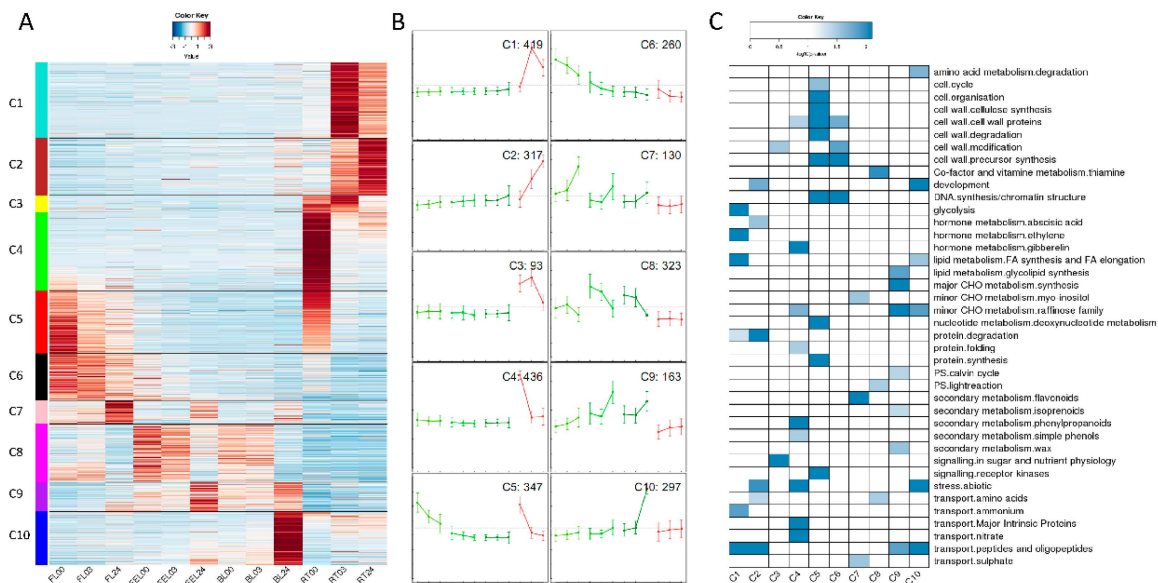 A
Color Key
-3
-1
1
3
Value
C1
C2
C3
C4
C5
C6
C7
C8
C9
C10
FL00
FL03
FL24
EEL00
EEL03
EEL24
BL00
BL03
BL24
RT00
RT03
RT24
B
C1: 419
C6: 260
C2: 317
C7: 130
C3: 93
C8: 323
C4: 436
C9: 163
C5: 347
C10: 297
C
Color Key
amino acid metabolism.degradation
cell.cycle
cell.organisation
cell wall.cellulose synthesis
cell wall.cell wall proteins
cell wall.degradation
cell wall.modification
cell wall.precursor synthesis
Co-factor and vitamine metabolism.thiamine
development
DNA.synthesis/chromatin structure
glycolysis
hormone metabolism.abscisic acid
hormone metabolism.ethylene
hormone metabolism.gibberelin
lipid metabolism.FA synthesis and FA elongation
lipid metabolism.glycolipid synthesis
major CHO metabolism.synthesis
minor CHO metabolism.myo-inositol
minor CHO metabolism.raffinose family
nucleotide metabolism.deoxynucleotide metabolism
protein.degradation
protein.folding
protein.synthesis
PS.calvin cycle
PS.lightreaction
secondary metabolism.flavonoids
secondary metabolism.isoprenoids
secondary metabolism.phenylpropanoids
secondary metabolism.simple phenols
secondary metabolism.wax
signalling.in sugar and nutrient physiology
signalling.receptor kinases
stress.abiotic
transport.amino acids
transport.ammonium
transport.Major Intrinsic Proteins
transport.nitrate
transport.peptides and oligopeptides
transport.sulphate
C1
C2
C3
C4
C5
C6
C7
C8
C9
C10